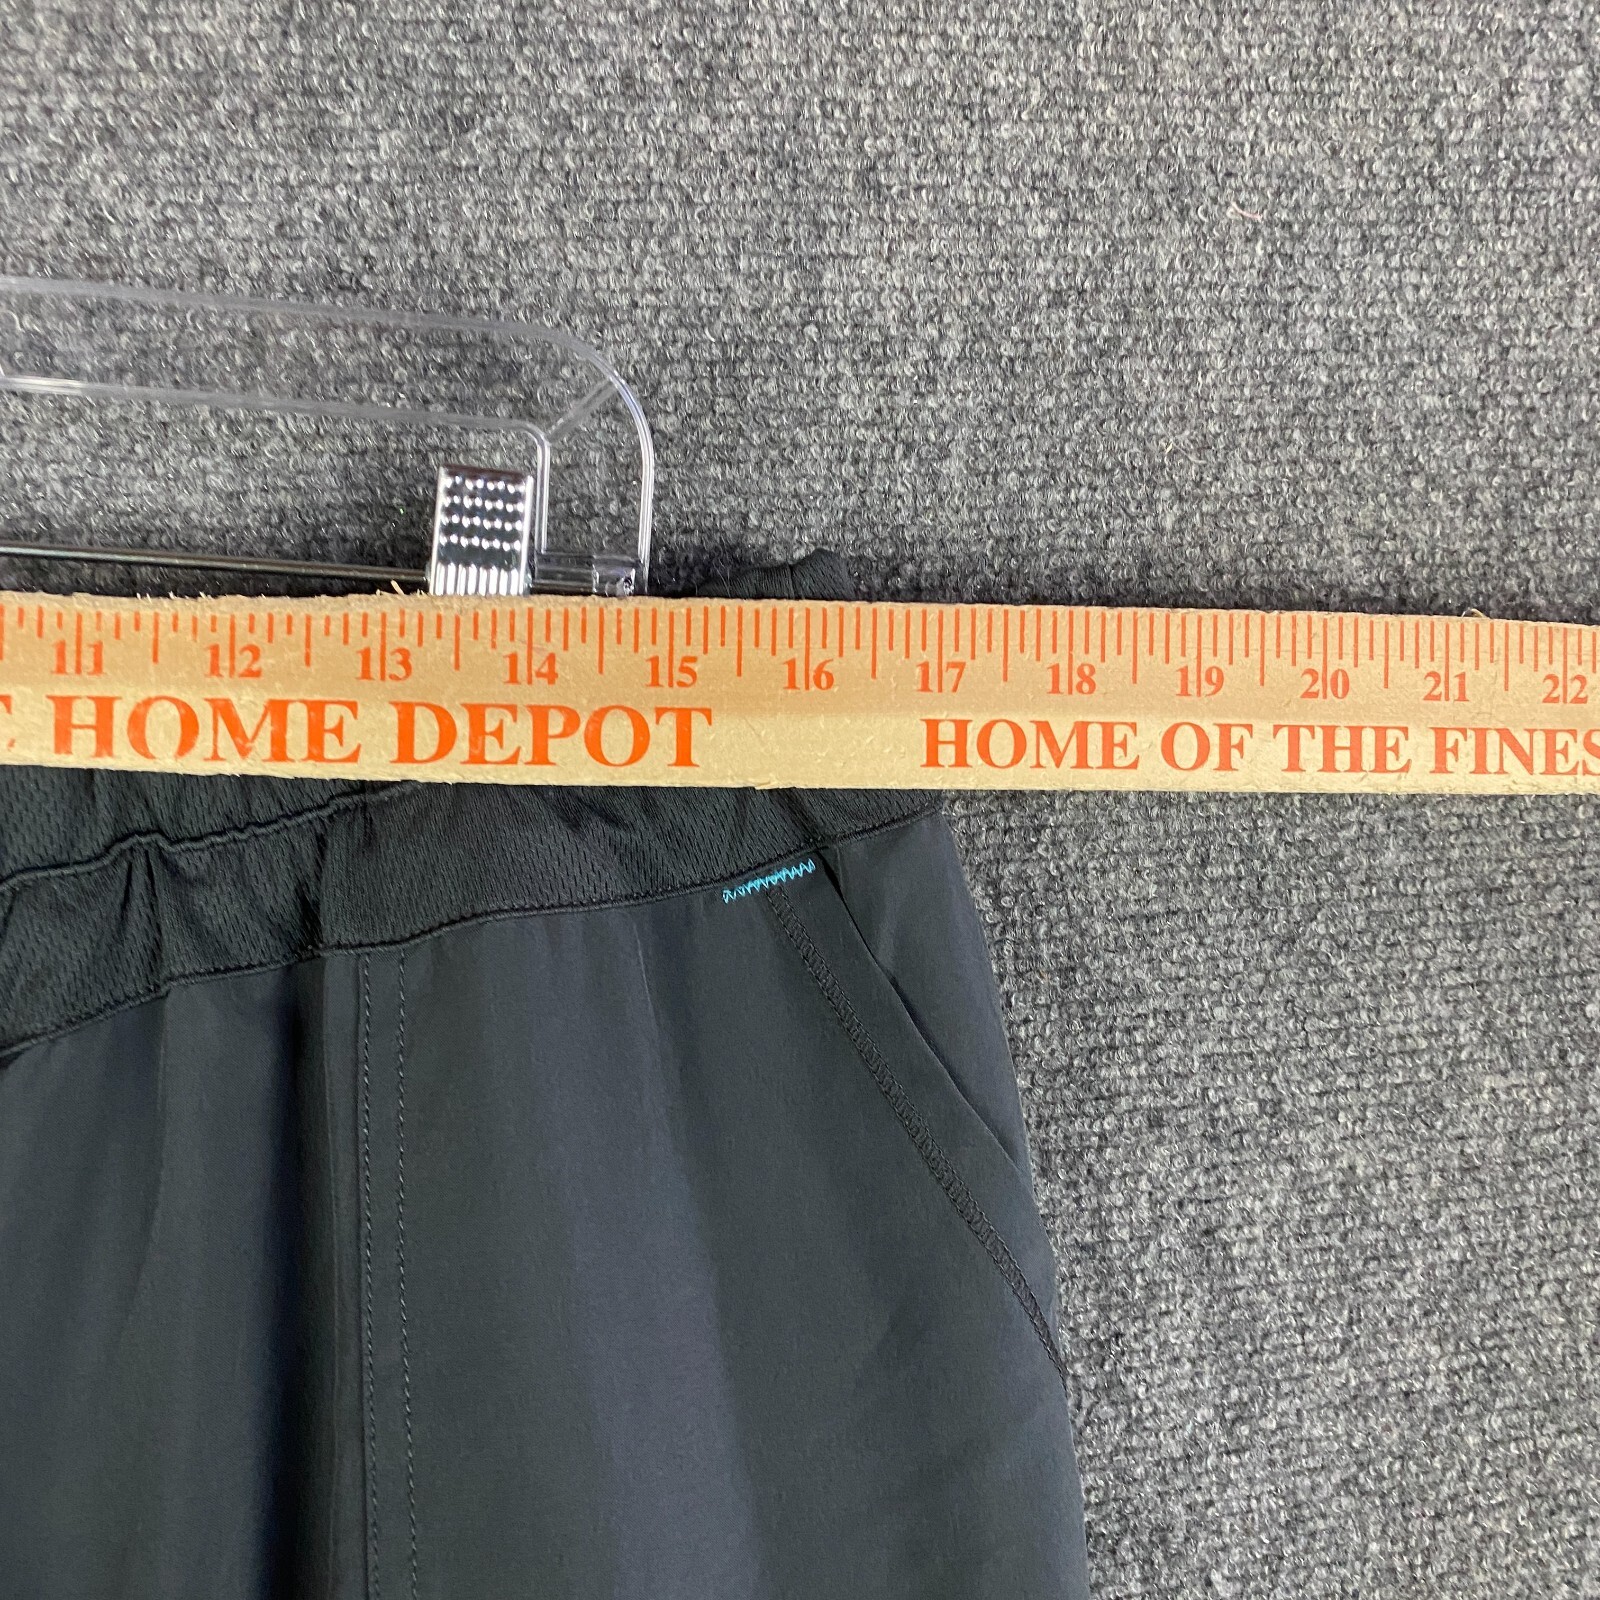 11 12 13 14 15 16 17 18 19 20 21 22
HOME DEPOT HOME OF THE FINES